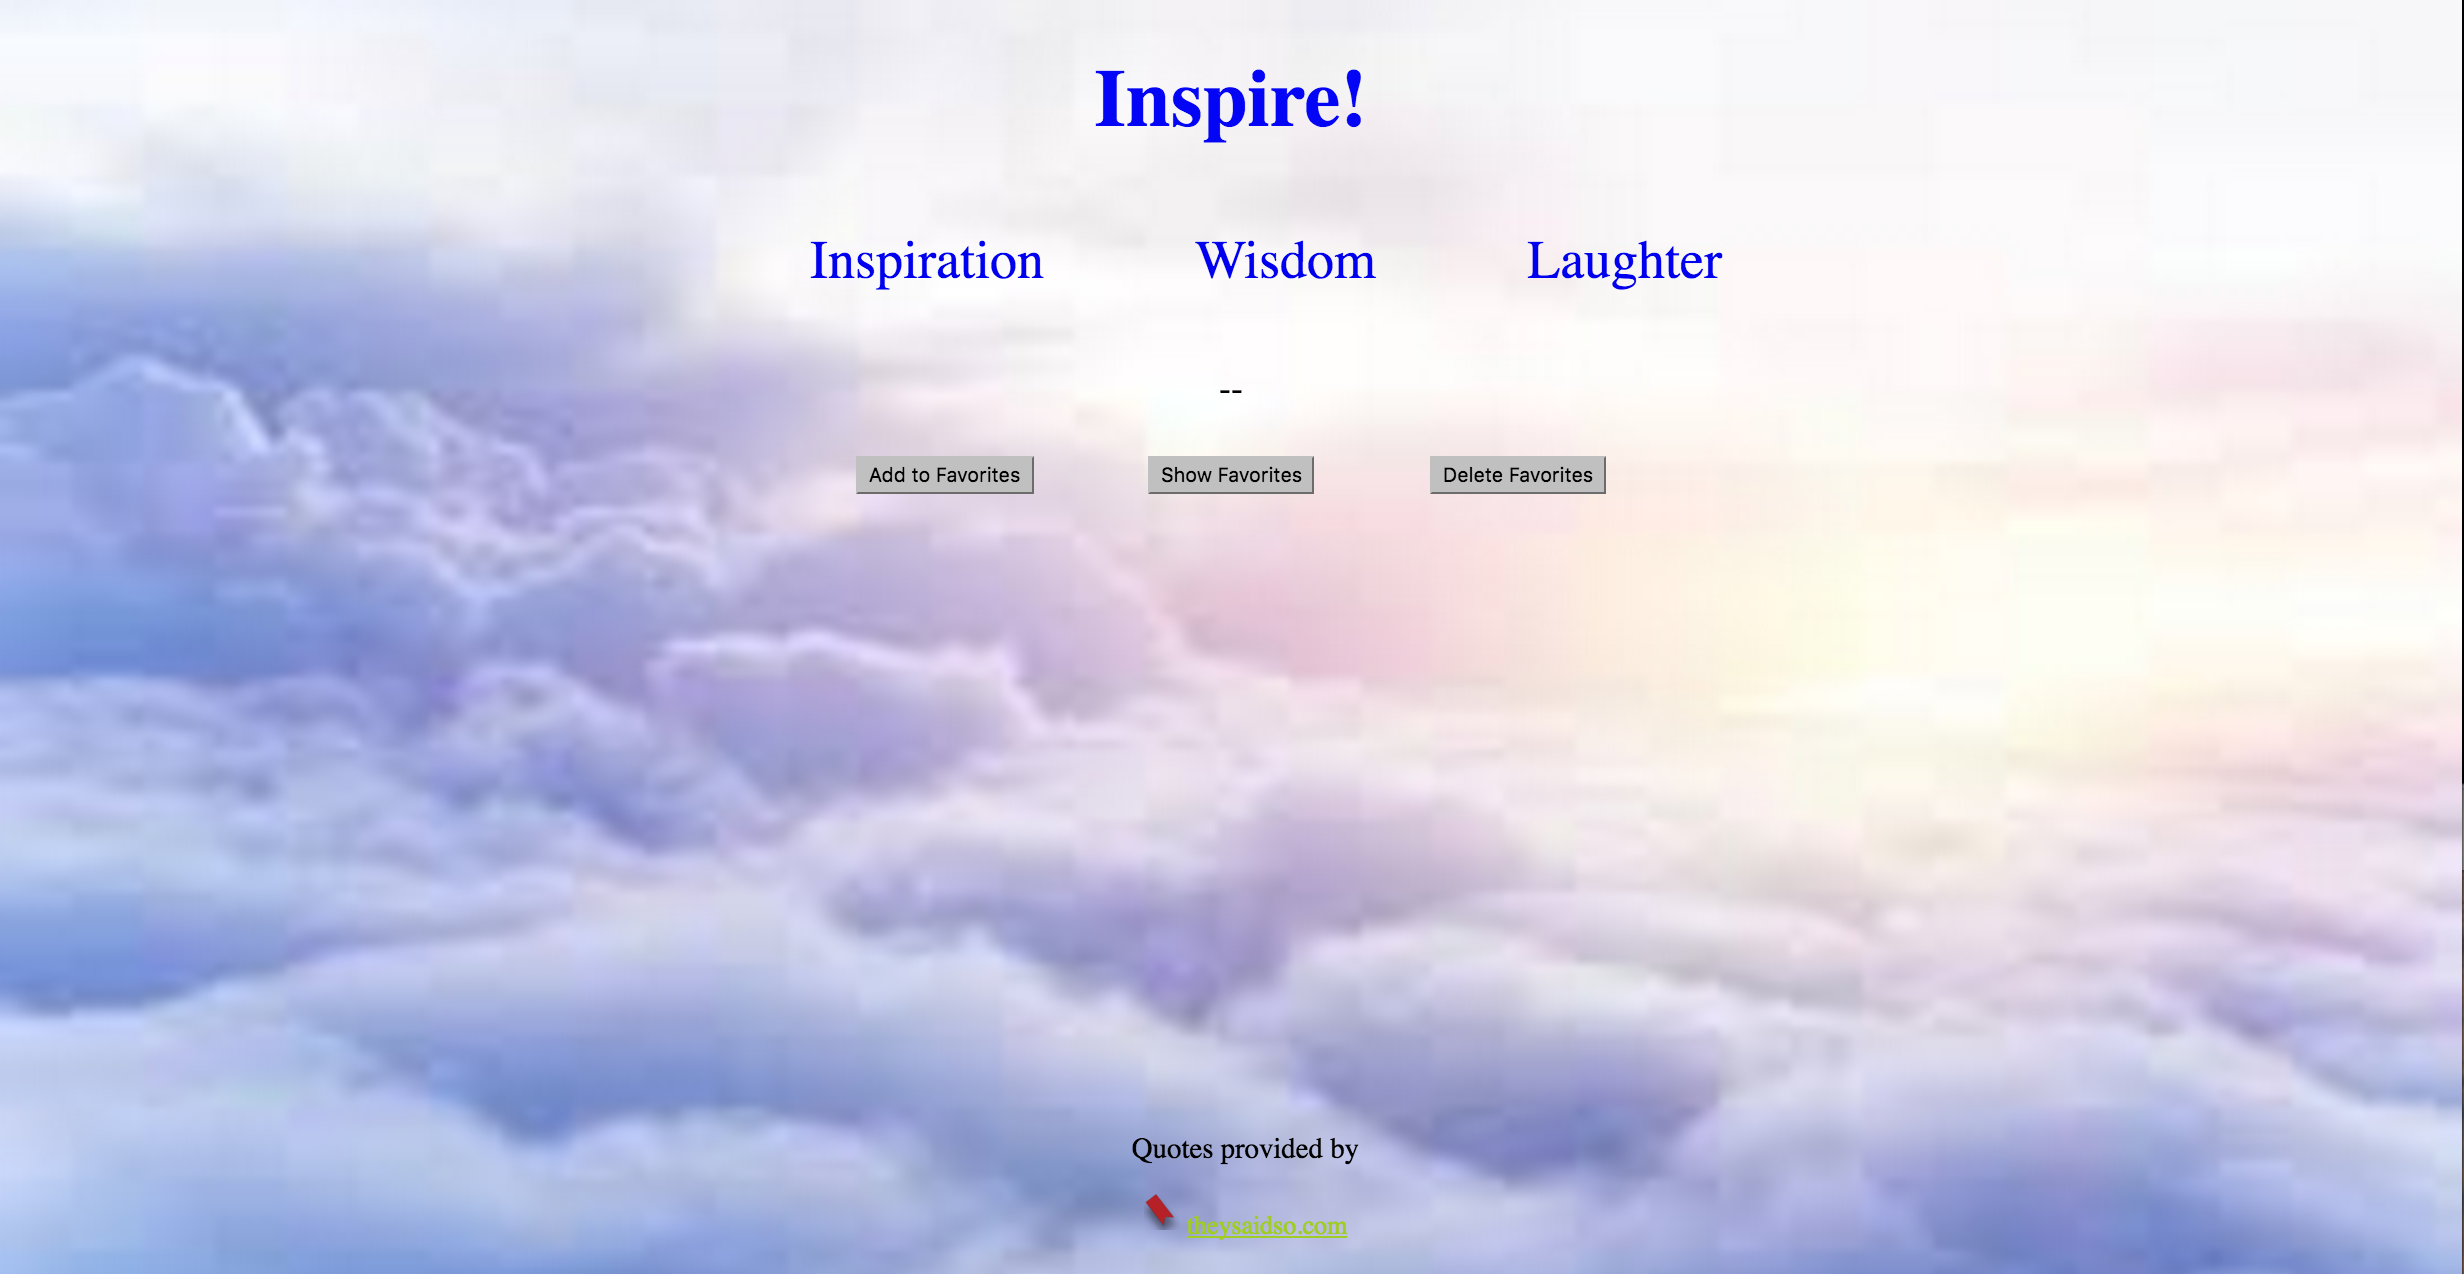 Inspire!
Inspiration Wisdom Laughter
--
Add to Favorites Show Favorites Delete Favorites
Quotes provided by
theysaidso.com